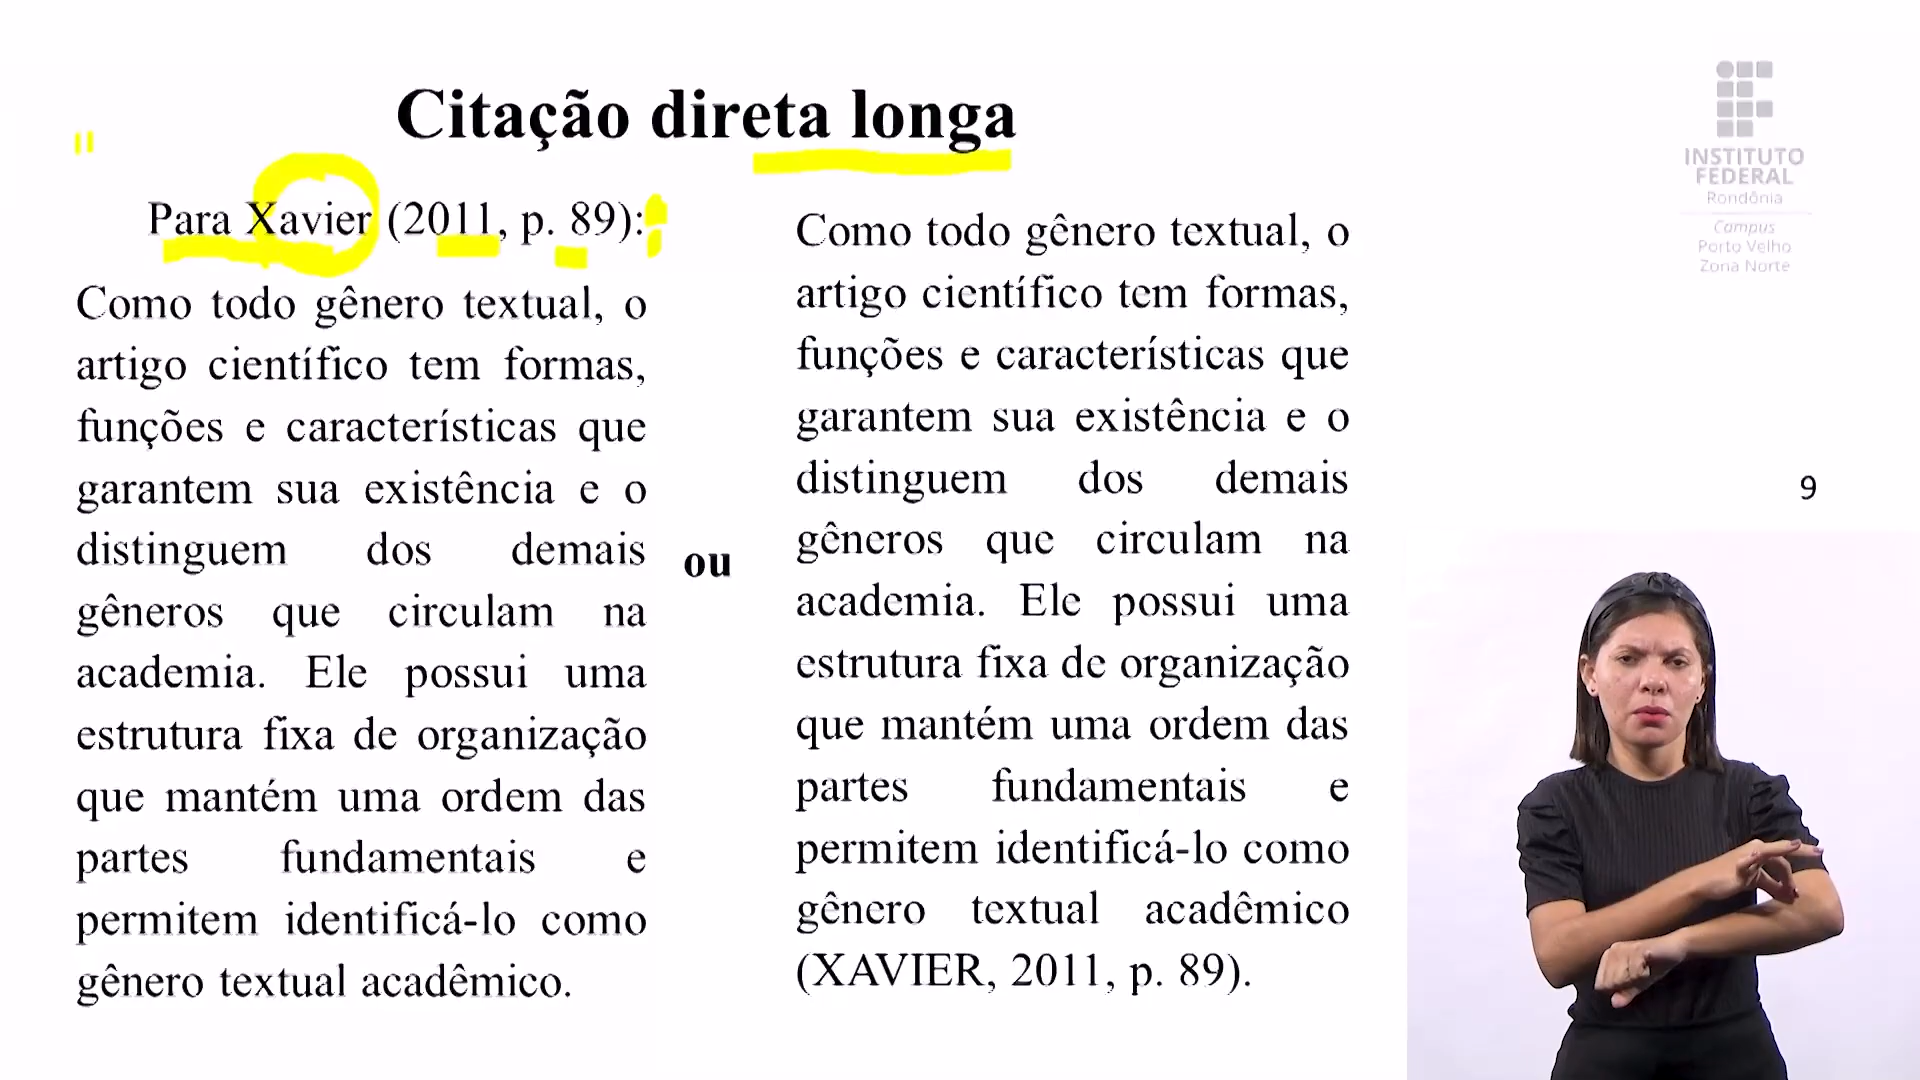 Citação direta longa
Para Xavier (2011, p. 89):
Como todo gênero textual, o
artigo científico tem formas,
funções e características que
garantem sua existência e o
distinguem dos demais
gêneros que circulam na
academia. Ele possui uma
estrutura fixa de organização
que mantém uma ordem das
partes fundamentais e
permitem identificá-lo como
gênero textual acadêmico.
ou
Como todo gênero textual, o
artigo científico tem formas,
funções e características que
garantem sua existência e o
distinguem dos demais
gêneros que circulam na
academia. Ele possui uma
estrutura fixa de organização
que mantém uma ordem das
partes fundamentais e
permitem identificá-lo como
gênero textual acadêmico
(XAVIER, 2011, p. 89).
INSTITUTO
FEDERAL
Rondônia
Campus
Porto Velho
Zona Norte
9